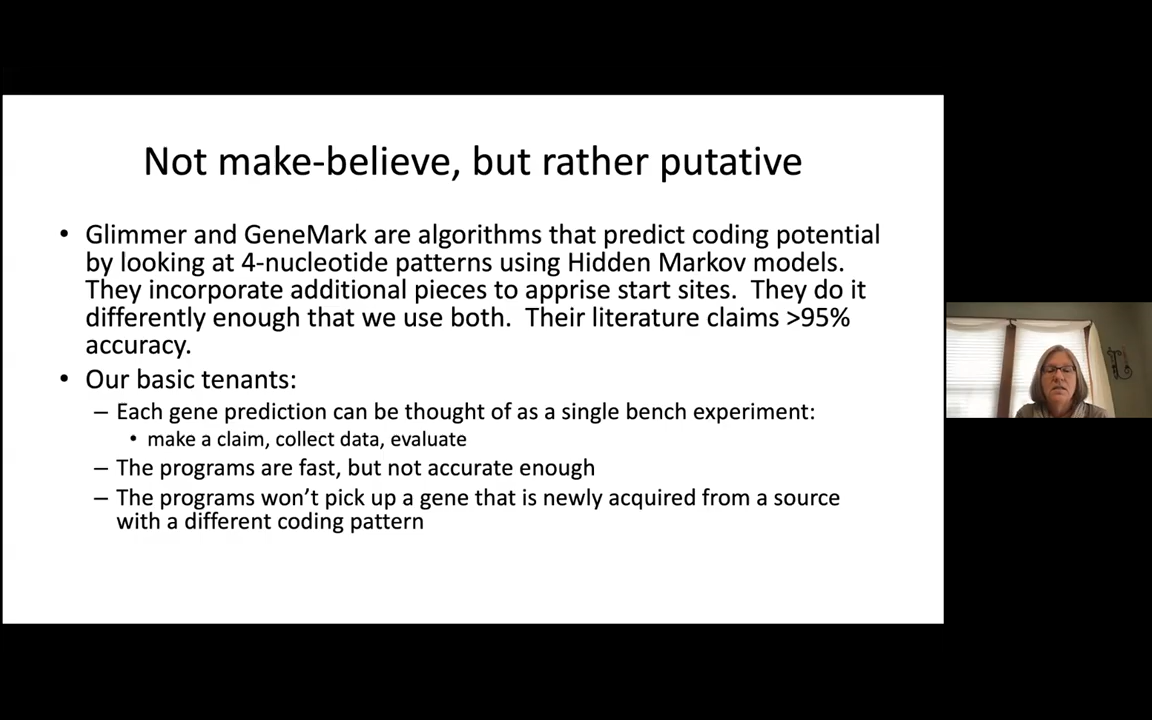 Not make-believe, but rather putative
• Glimmer and GeneMark are algorithms that predict coding potential
by looking at 4-nucleotide patterns using Hidden Markov models.
They incorporate additional pieces to apprise start sites.  They do it
differently enough that we use both.  Their literature claims >95%
accuracy.
• Our basic tenants:
– Each gene prediction can be thought of as a single bench experiment:
• make a claim, collect data, evaluate
– The programs are fast, but not accurate enough
– The programs won't pick up a gene that is newly acquired from a source
with a different coding pattern